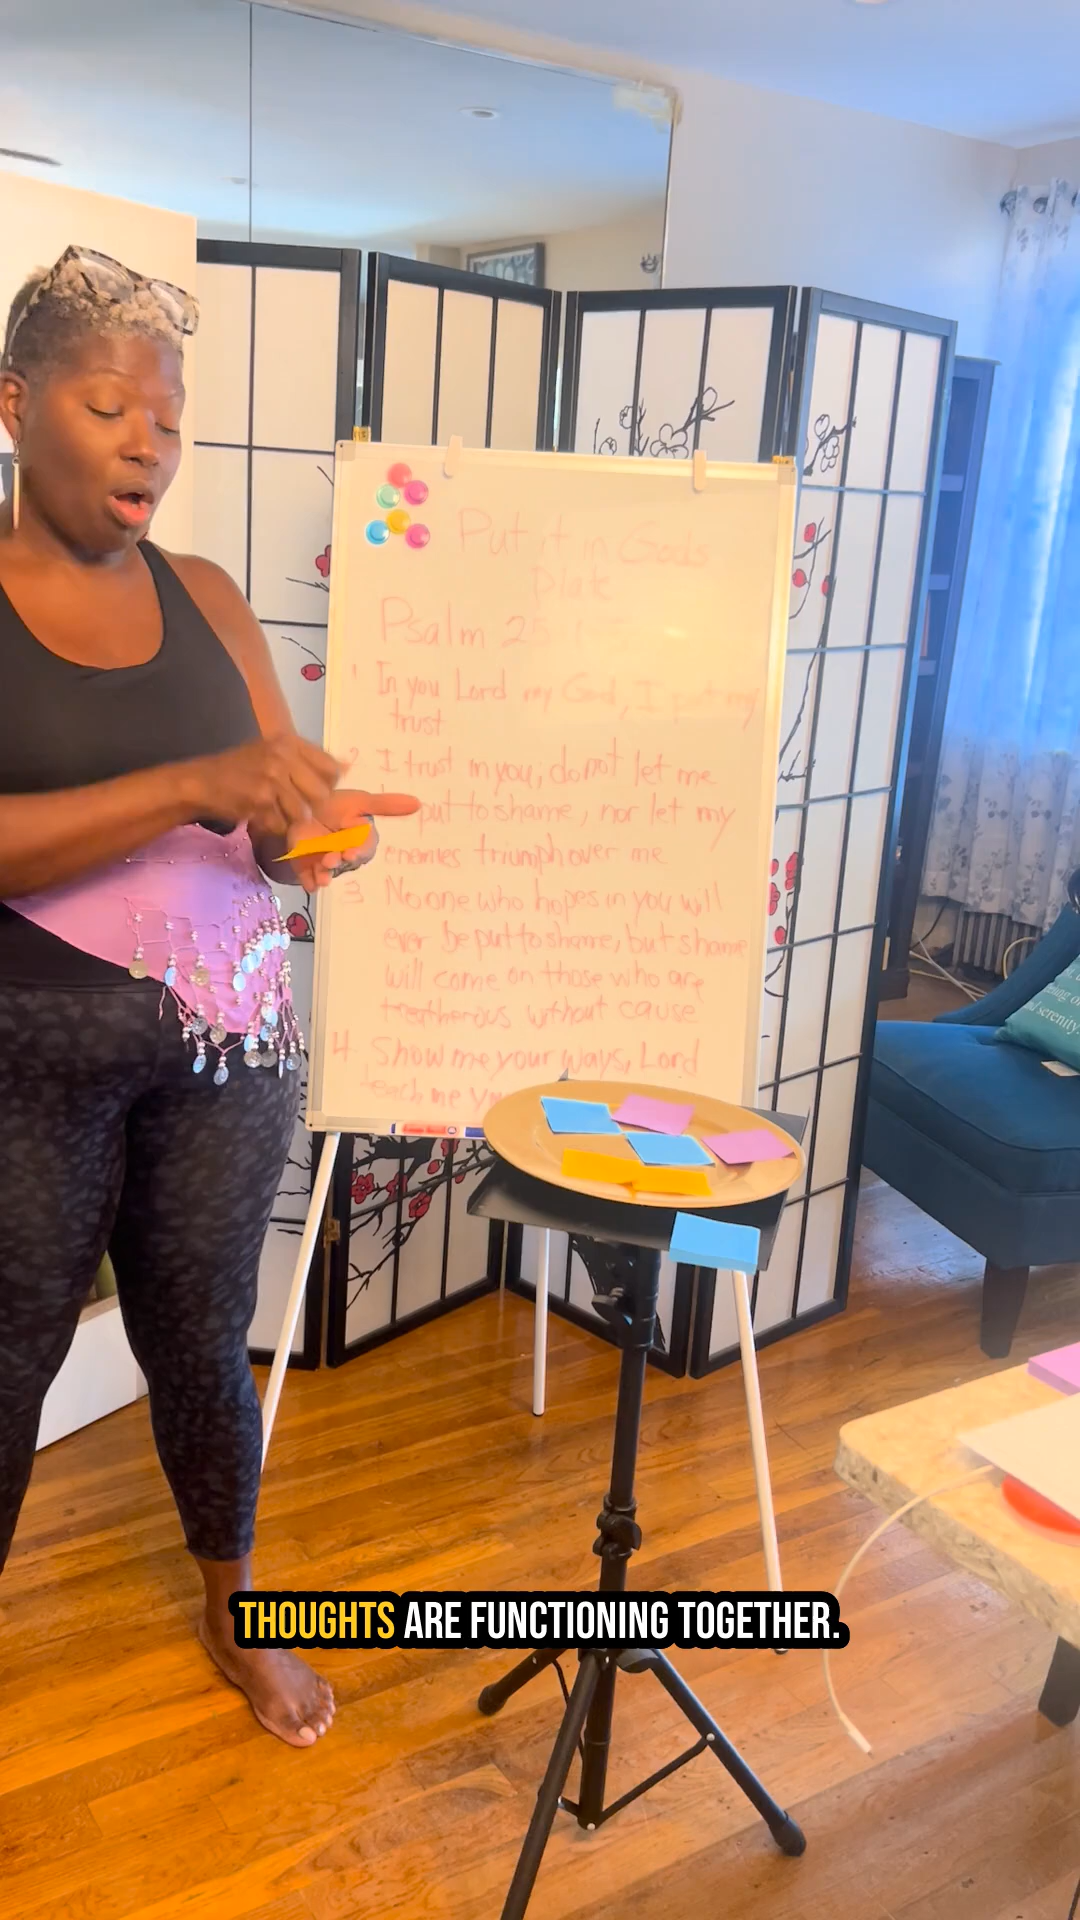 Put it in Gods
Plate
Psalm 25
1 In you Lord my God, I put my
trust
2 I trust in you; do not let me
put to shame, nor let my
enemies triumph over me
3 No one who hopes in you will
ever be put to shame, but shame
will come on those who are
treatherous without cause
4. Show me your ways, Lord
teach me
THOUGHTS ARE FUNCTIONING TOGETHER.
serenity